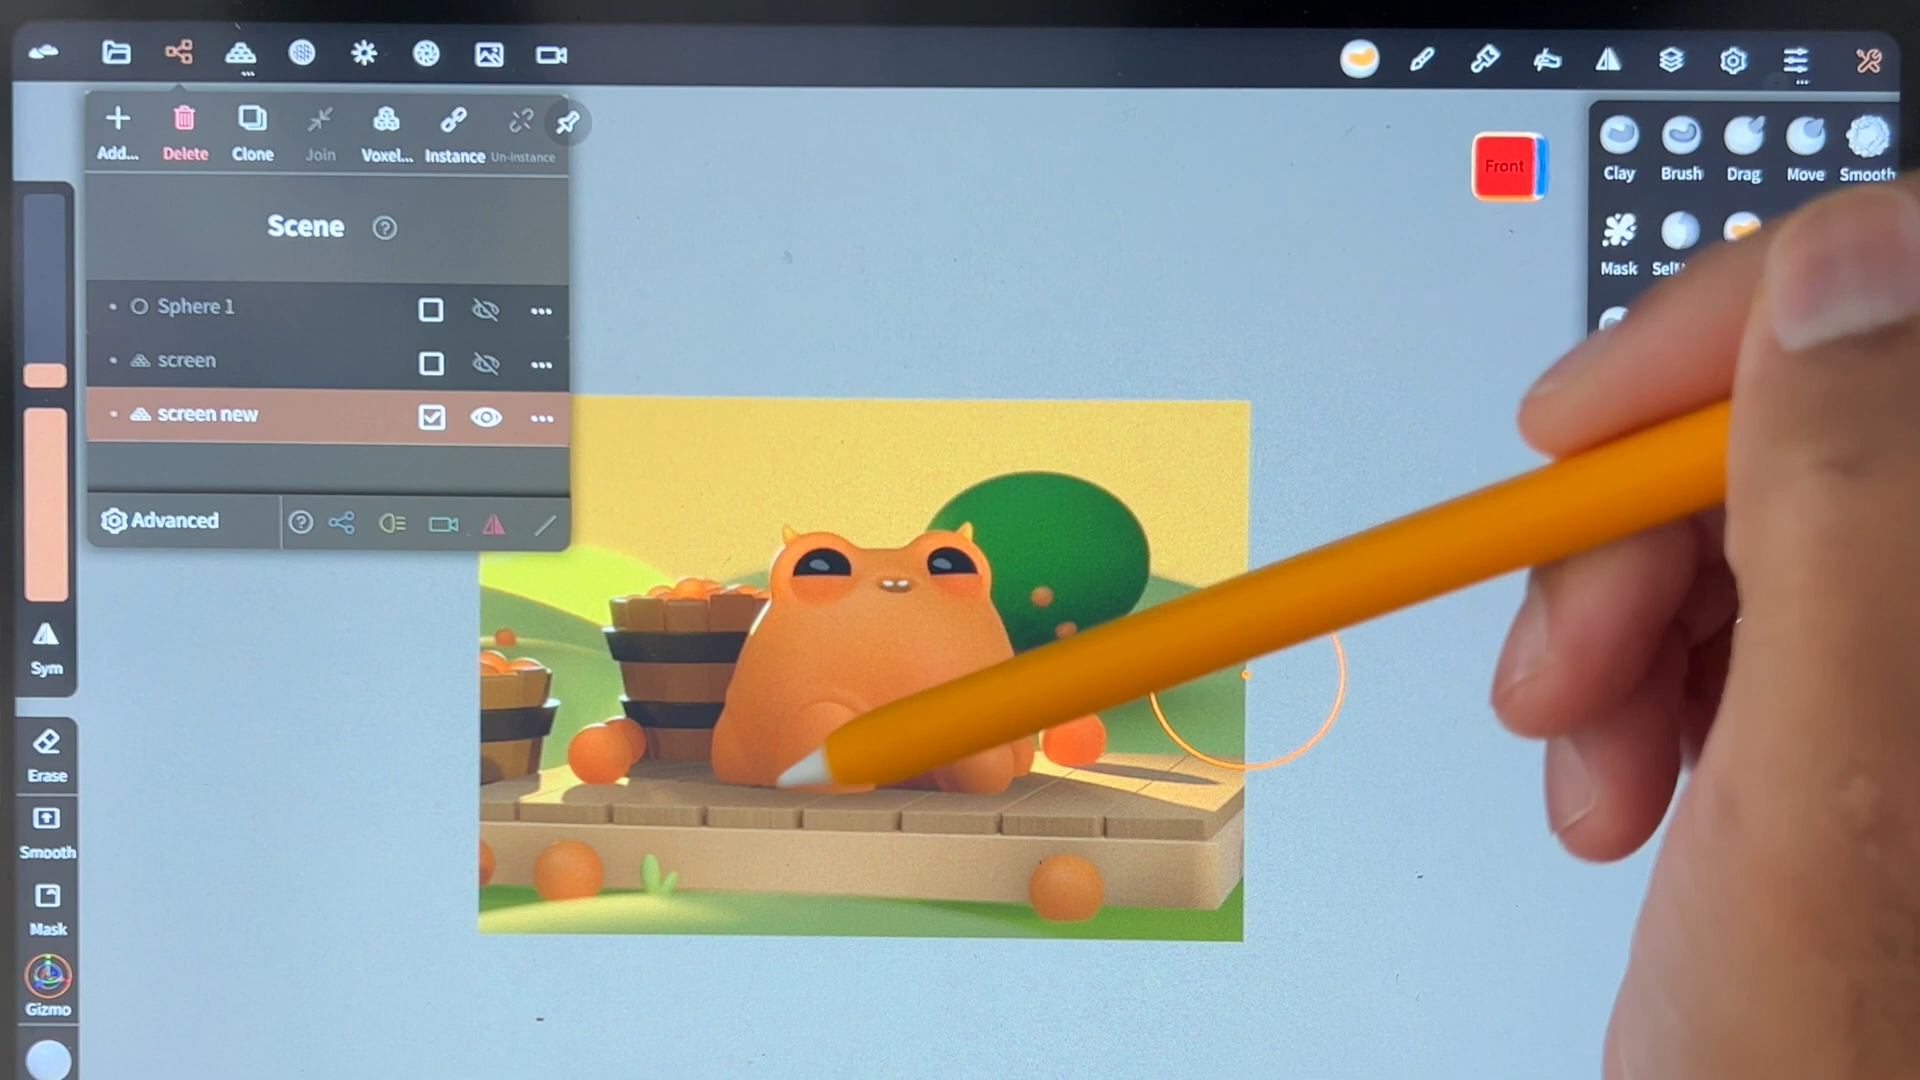 Add... Delete Clone Join Voxel... Instance Un-instance
Scene ?
Sphere 1
screen
screen new
Advanced ?
Sym
Erase
Smooth
Mask
Gizmo
Front
Clay Brush Drag Move Smooth
Mask